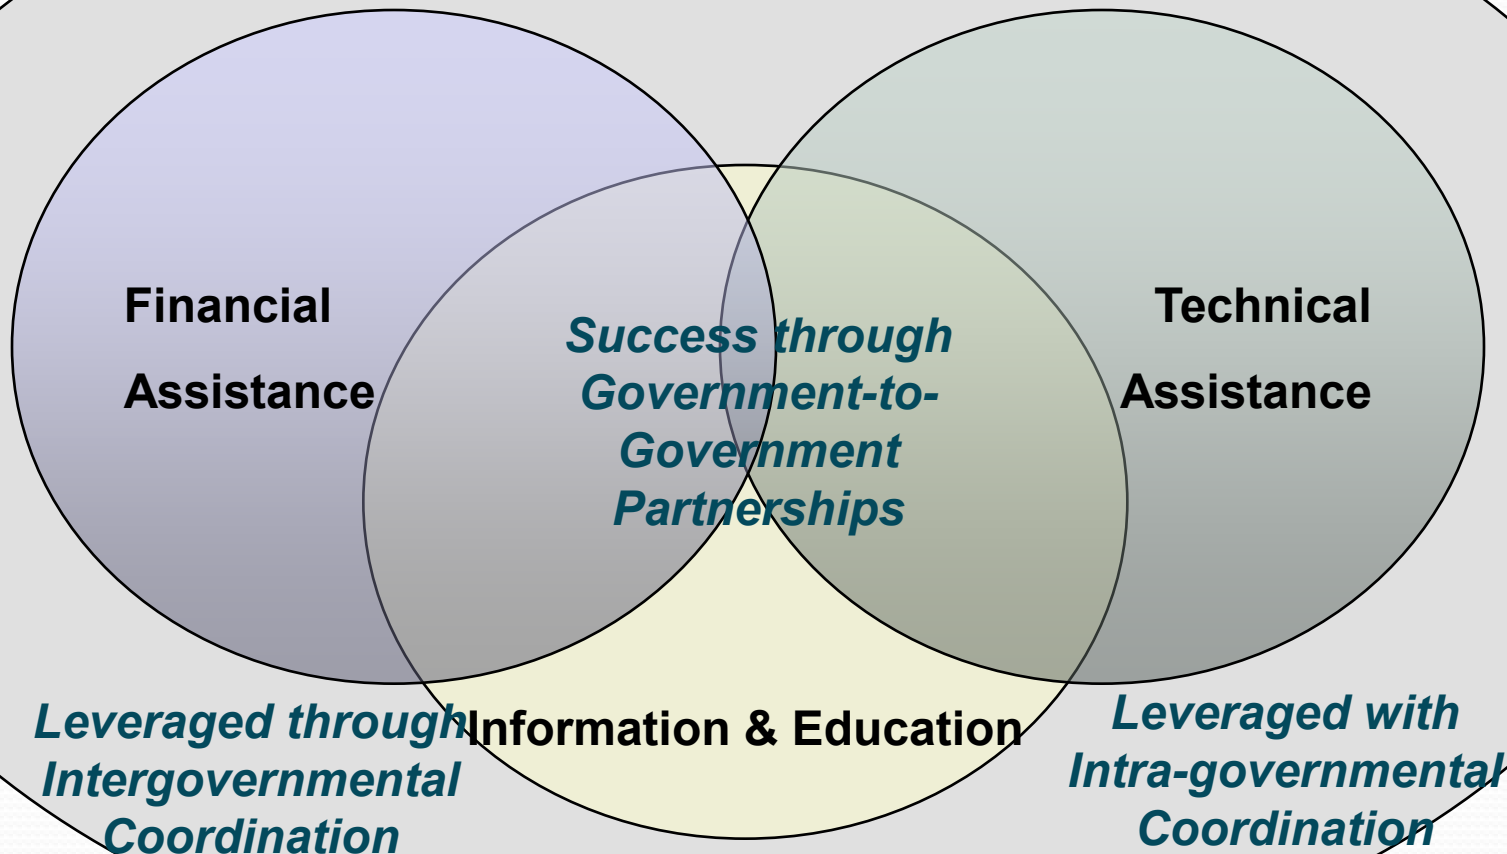 Financial
Assistance
Technical
Assistance
Success through
Government-to-
Government
Partnerships
Information & Education
Leveraged through
Intergovernmental
Coordination
Leveraged with
Intra-governmental
Coordination